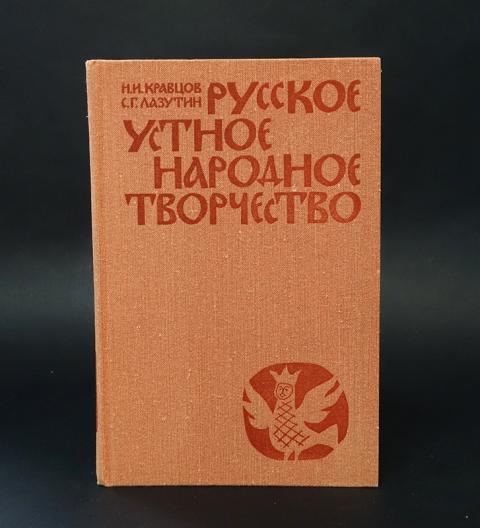 Н.И.КРАВЦОВ
С.Г.ЛАЗУТИН
РУССКОЕ
УСТНОЕ
НАРОДНОЕ
ТВОРЧЕСТВО